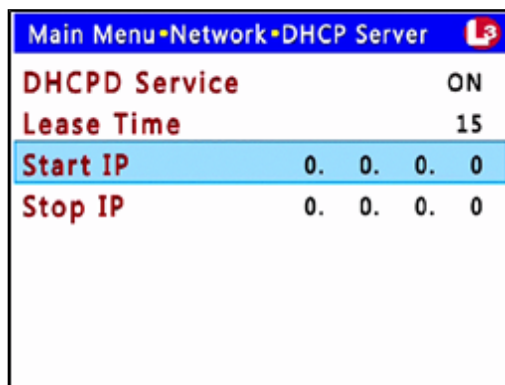 Main Menu•Network•DHCP Server L3
DHCPD Service ON
Lease Time 15
Start IP 0. 0. 0. 0
Stop IP 0. 0. 0. 0